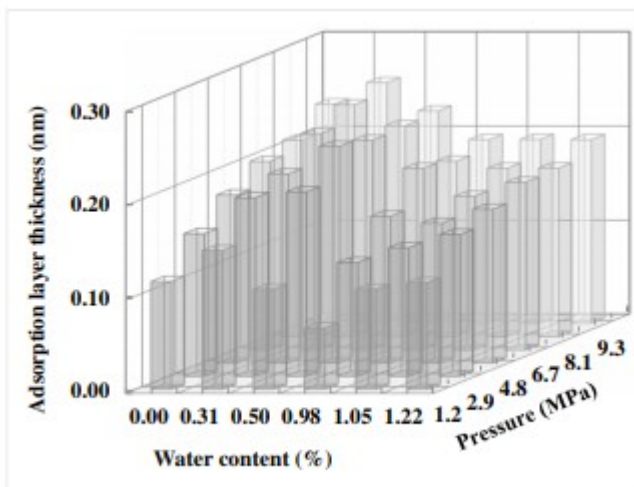 Adsorption layer thickness (nm)
0.30
0.20
0.10
0.00
0.00 0.31 0.50 0.98 1.05 1.22
Water content (%)
1.2 2.9 4.8 6.7 8.1 9.3
Pressure (MPa)